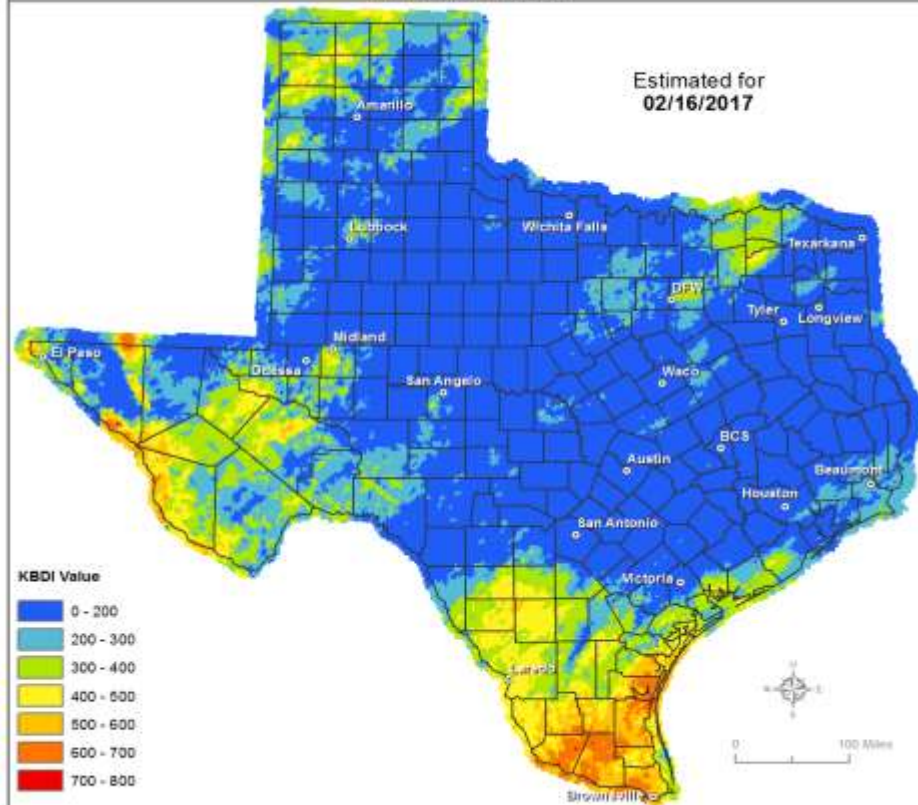 Estimated for
02/16/2017
Amarillo
Lubbock
Wichita Falls
Texarkana
DFW
Tyler
Longview
El Paso
Midland
Odessa
San Angelo
Waco
BCS
Austin
Beaumont
Houston
San Antonio
Victoria
Laredo
Brownsville
KBDI Value
0 - 200
200 - 300
300 - 400
400 - 500
500 - 600
600 - 700
700 - 800
N
W E
S
0 100 Miles